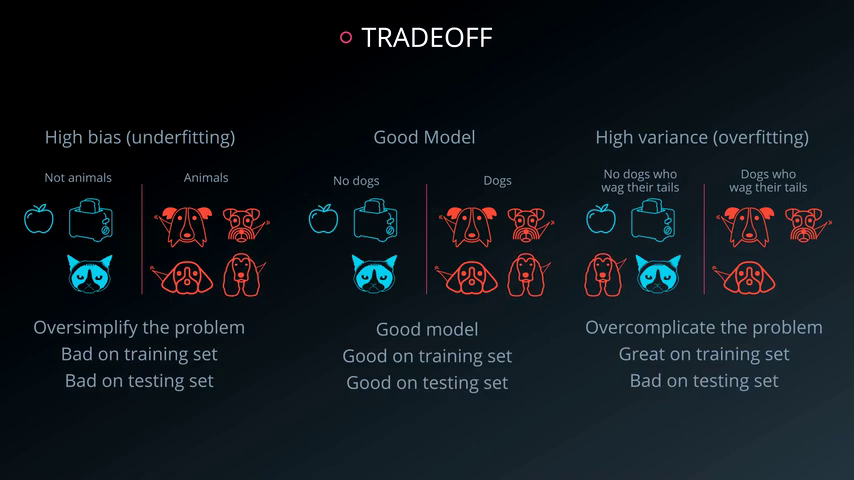 TRADEOFF
High bias (underfitting)
Not animals
Animals
Oversimplify the problem
Bad on training set
Bad on testing set
Good Model
No dogs
Dogs
Good model
Good on training set
Good on testing set
High variance (overfitting)
No dogs who
wag their tails
Dogs who
wag their tails
Overcomplicate the problem
Great on training set
Bad on testing set